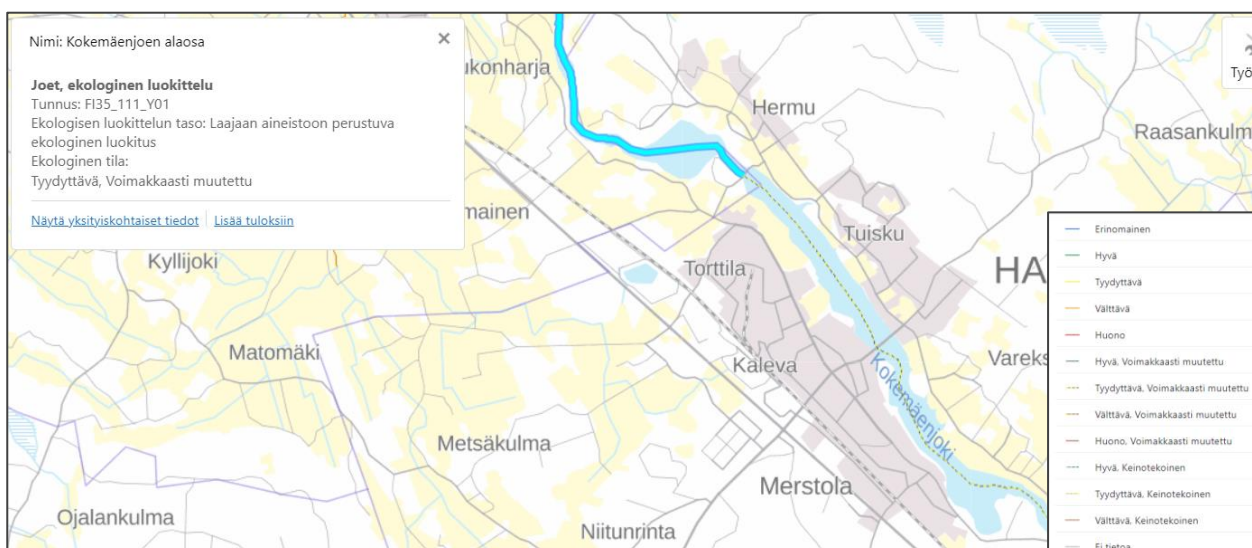 Nimi: Kokemäenjoen alaosa
Joet, ekologinen luokittelu
Tunnus: FI35_111_Y01
Ekologisen luokittelun taso: Laajaan aineistoon perustuva
ekologinen luokitus
Ekologinen tila:
Tyydyttävä, Voimakkaasti muutettu
Näytä yksityiskohtaiset tiedot Lisää tuloksiin
ukonharja
Hermu
Työ
Raasankulm
mainen
Tuisku
Kyllijoki
Torttila
HA
Matomäki
Kaleva
Vareks
Kokemäenjoki
Metsäkulma
Merstola
Ojalankulma
Niitunrinta
Erinomainen
Hyvä
Tyydyttävä
Välttävä
Huono
Hyvä, Voimakkaasti muutettu
Tyydyttävä, Voimakkaasti muutettu
Välttävä, Voimakkaasti muutettu
Huono, Voimakkaasti muutettu
Hyvä, Keinotekoinen
Tyydyttävä, Keinotekoinen
Välttävä, Keinotekoinen
Ei tietoa